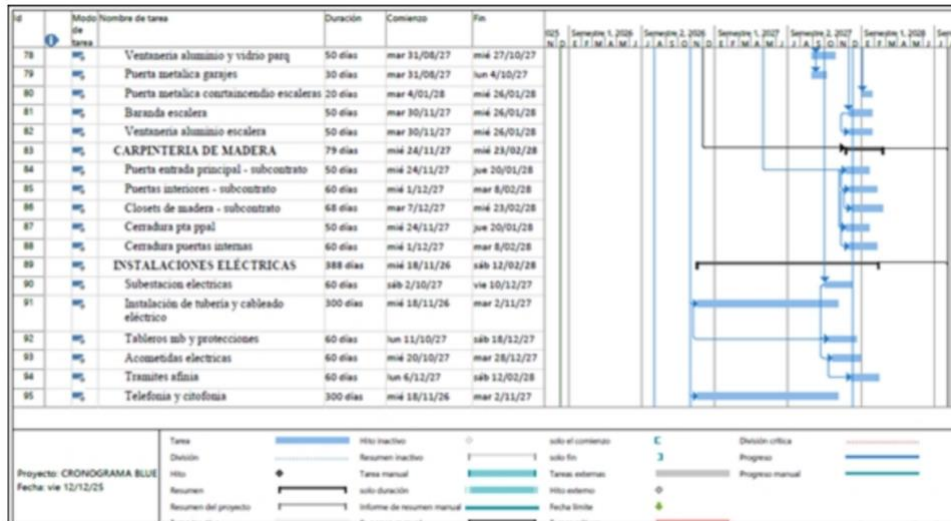 Id Modo de tarea Nombre de tarea Duración Comienzo Fin
025 Semestre 1, 2026 Semestre 2, 2026 Semestre 1, 2027 Semestre 2, 2027 Semestre 1, 2028 Sem
N D E F M A M J J A S O N D E F M A M J J A S O N D E F M A M J J
78 Ventaneria aluminio y vidrio parq 50 días mar 31/08/27 mié 27/10/27
79 Puerta metalica garajes 30 días mar 31/08/27 lun 4/10/27
80 Puerta metalica conrtaincendio escaleras 20 días mar 4/01/28 mié 26/01/28
81 Baranda escalera 50 días mar 30/11/27 mié 26/01/28
82 Ventaneria aluminio escalera 50 días mar 30/11/27 mié 26/01/28
83 CARPINTERIA DE MADERA 79 días mié 24/11/27 mié 23/02/28
84 Puerta entrada principal - subcontrato 50 días mié 24/11/27 jue 20/01/28
85 Puertas interiores - subcontrato 60 días mié 1/12/27 mar 8/02/28
86 Closets de madera - subcontrato 68 días mar 7/12/27 mié 23/02/28
87 Cerradura pta ppal 50 días mié 24/11/27 jue 20/01/28
88 Cerradura puertas internas 60 días mié 1/12/27 mar 8/02/28
89 INSTALACIONES ELÉCTRICAS 388 días mié 18/11/26 sáb 12/02/28
90 Subestacion electricas 60 días sáb 2/10/27 vie 10/12/27
91 Instalación de tubería y cableado eléctrico 300 días mié 18/11/26 mar 2/11/27
92 Tableros mb y protecciones 60 días lun 11/10/27 sáb 18/12/27
93 Acometidas electricas 60 días mié 20/10/27 mar 28/12/27
94 Tramites afinia 60 días lun 6/12/27 sáb 12/02/28
95 Telefonia y citofonia 300 días mié 18/11/26 mar 2/11/27
Proyecto: CRONOGRAMA BLUE
Fecha: vie 12/12/25
Tarea Hito inactivo solo el comienzo División crítica
División Resumen inactivo solo fin Progreso
Hito Tarea manual Tareas externas Progreso manual
Resumen solo duración Hito externo
Resumen del proyecto Informe de resumen manual Fecha límite